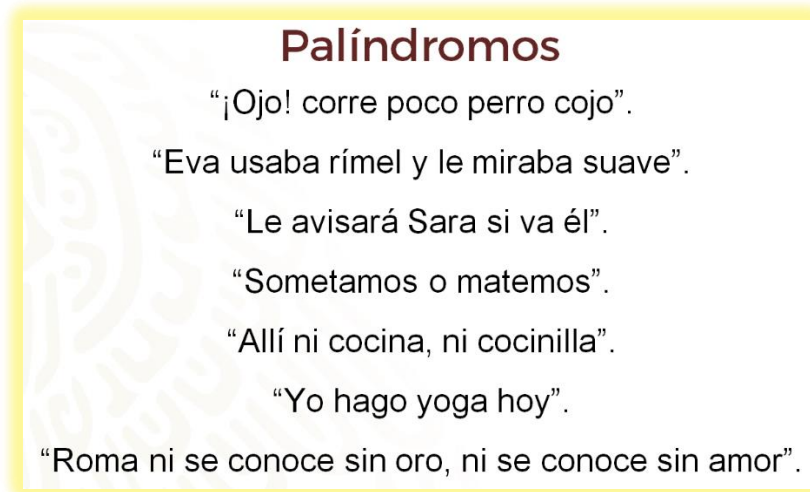 Palíndromos
“¡Ojo! corre poco perro cojo”.
“Eva usaba rímel y le miraba suave”.
“Le avisará Sara si va él”.
“Sometamos o matemos”.
“Allí ni cocina, ni cocinilla”.
“Yo hago yoga hoy”.
“Roma ni se conoce sin oro, ni se conoce sin amor”.